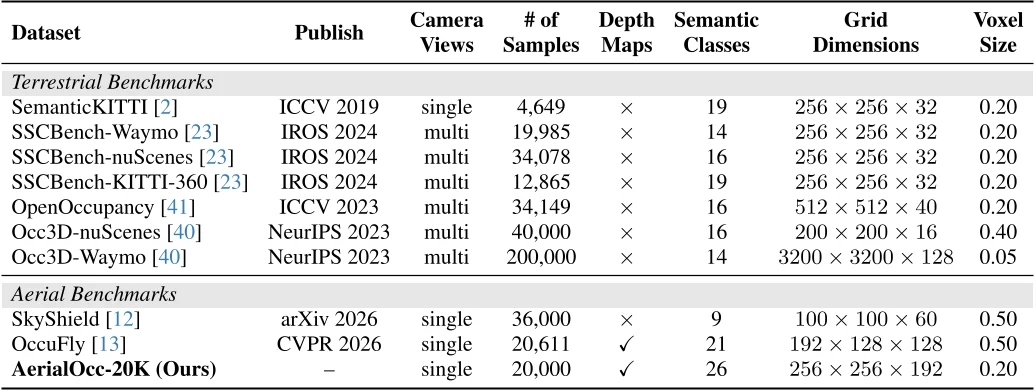 Dataset Publish Camera Views # of Samples Depth Maps Semantic Classes Grid Dimensions Voxel Size
Terrestrial Benchmarks
SemanticKITTI [2] ICCV 2019 single 4,649 × 19 256 × 256 × 32 0.20
SSCBench-Waymo [23] IROS 2024 multi 19,985 × 14 256 × 256 × 32 0.20
SSCBench-nuScenes [23] IROS 2024 multi 34,078 × 16 256 × 256 × 32 0.20
SSCBench-KITTI-360 [23] IROS 2024 multi 12,865 × 19 256 × 256 × 32 0.20
OpenOccupancy [41] ICCV 2023 multi 34,149 × 16 512 × 512 × 40 0.20
Occ3D-nuScenes [40] NeurIPS 2023 multi 40,000 × 16 200 × 200 × 16 0.40
Occ3D-Waymo [40] NeurIPS 2023 multi 200,000 × 14 3200 × 3200 × 128 0.05
Aerial Benchmarks
SkyShield [12] arXiv 2026 single 36,000 × 9 100 × 100 × 60 0.50
OccuFly [13] CVPR 2026 single 20,611 ✓ 21 192 × 128 × 128 0.50
AerialOcc-20K (Ours) – single 20,000 ✓ 26 256 × 256 × 192 0.20